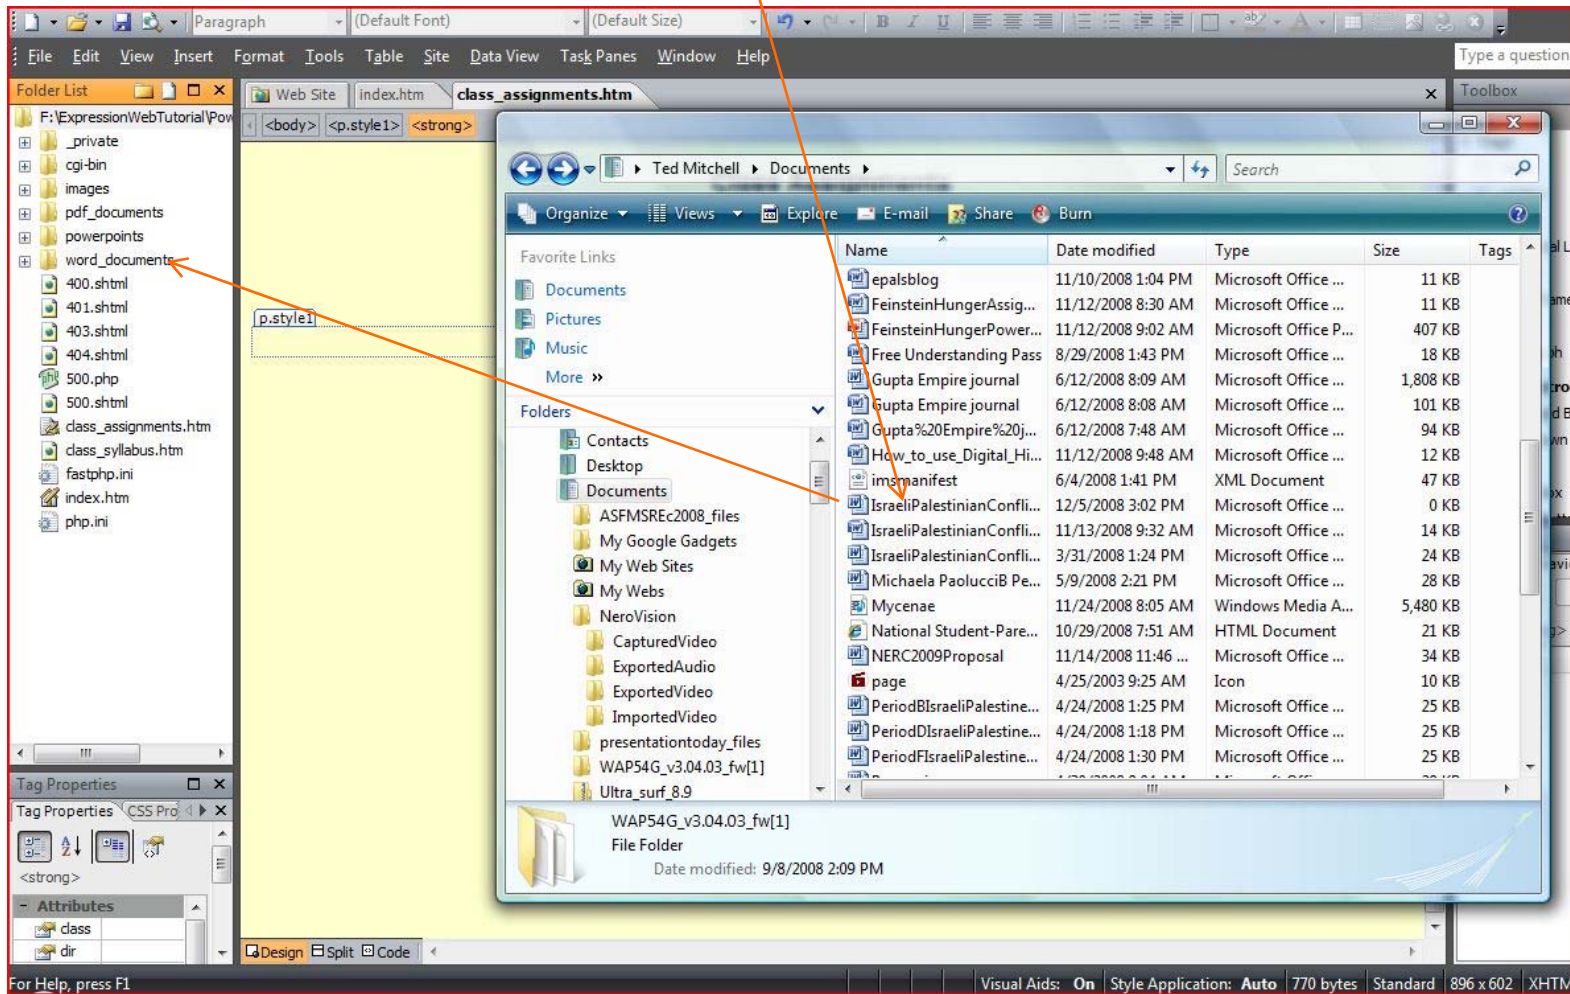 Paragraph (Default Font) (Default Size) B I U
File Edit View Insert Format Tools Table Site Data View Task Panes Window Help
Type a question
Folder List
Web Site index.htm class_assignments.htm
Toolbox
F:\ExpressionWebTutorial\Pow
<body> <p.style1> <strong>
_private
cgi-bin
images
pdf_documents
powerpoints
word_documents
400.shtml
401.shtml
403.shtml
404.shtml
500.php
500.shtml
class_assignments.htm
class_syllabus.htm
fastphp.ini
index.htm
php.ini
p.style1
Ted Mitchell Documents
Search
Organize Views Explore E-mail Share Burn
Favorite Links
Documents
Pictures
Music
More »
Folders
Contacts
Desktop
Documents
ASFMSREc2008_files
My Google Gadgets
My Web Sites
My Webs
NeroVision
CapturedVideo
ExportedAudio
ExportedVideo
ImportedVideo
presentationtoday_files
WAP54G_v3.04.03_fw[1]
Ultra_surf_8.9
Name Date modified Type Size Tags
epalsblog 11/10/2008 1:04 PM Microsoft Office ... 11 KB
FeinsteinHungerAssig... 11/12/2008 8:30 AM Microsoft Office ... 11 KB
FeinsteinHungerPower... 11/12/2008 9:02 AM Microsoft Office P... 407 KB
Free Understanding Pass 8/29/2008 1:43 PM Microsoft Office ... 18 KB
Gupta Empire journal 6/12/2008 8:09 AM Microsoft Office ... 1,808 KB
Gupta Empire journal 6/12/2008 8:08 AM Microsoft Office ... 101 KB
Gupta%20Empire%20j... 6/12/2008 7:48 AM Microsoft Office ... 94 KB
How_to_use_Digital_Hi... 11/12/2008 9:48 AM Microsoft Office ... 12 KB
imsmanifest 6/4/2008 1:41 PM XML Document 47 KB
IsraeliPalestinianConfli... 12/5/2008 3:02 PM Microsoft Office ... 0 KB
IsraeliPalestinianConfli... 11/13/2008 9:32 AM Microsoft Office ... 14 KB
IsraeliPalestinianConfli... 3/31/2008 1:24 PM Microsoft Office ... 24 KB
Michaela PaolucciB Pe... 5/9/2008 2:21 PM Microsoft Office ... 28 KB
Mycenae 11/24/2008 8:05 AM Windows Media A... 5,480 KB
National Student-Pare... 10/29/2008 7:51 AM HTML Document 21 KB
NERC2009Proposal 11/14/2008 11:46 ... Microsoft Office ... 34 KB
page 4/25/2003 9:25 AM Icon 10 KB
PeriodBIsraeliPalestine... 4/24/2008 1:25 PM Microsoft Office ... 25 KB
PeriodDIsraeliPalestine... 4/24/2008 1:18 PM Microsoft Office ... 25 KB
PeriodFIsraeliPalestine... 4/24/2008 1:30 PM Microsoft Office ... 25 KB
WAP54G_v3.04.03_fw[1]
File Folder
Date modified: 9/8/2008 2:09 PM
Tag Properties
Tag Properties CSS Pro
<strong>
Attributes
class
dir
Design Split Code
For Help, press F1
Visual Aids: On Style Application: Auto 770 bytes Standard 896 x 602 XHTM